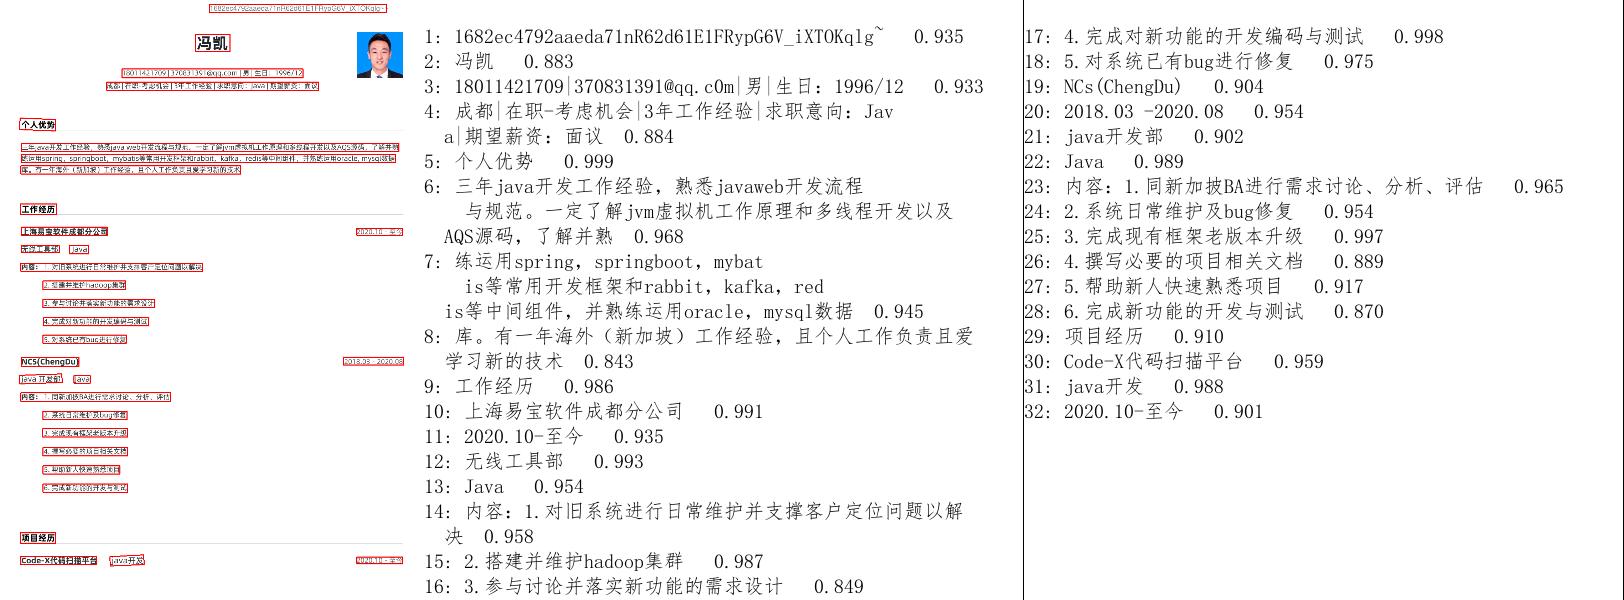 1682ec4792aaeda71nR62d61E1FRypG6V_iXTOKqlg~
冯凯
18011421709 | 370831391@qq.com | 男 | 生日：1996/12
成都 | 在职-考虑机会 | 3年工作经验 | 求职意向：Java | 期望薪资：面议
个人优势
三年java开发工作经验，熟悉java web开发流程与规范。一定了解jvm虚拟机工作原理和多线程开发以及AQS源码，了解并熟
练运用spring，springboot，mybatis等常用开发框架和rabbit，kafka，redis等中间组件，并熟练运用oracle, mysql数据
库。有一年海外（新加坡）工作经验，且个人工作负责且爱学习新的技术
工作经历
上海易宝软件成都分公司 2020.10 - 至今
无线工具部 Java
内容：1. 对旧系统进行日常维护并支撑客户定位问题以解决
2. 搭建并维护hadoop集群
3. 参与讨论并落实新功能的需求设计
4. 完成对新功能的开发编码与测试
5. 对系统已有bug进行修复
NCS(ChengDu) 2018.03 - 2020.08
java 开发部 Java
内容：1. 同新加披BA进行需求讨论、分析、评估
2. 系统日常维护及bug修复
3. 完成现有框架老版本升级
4. 撰写必要的项目相关文档
5. 帮助新人快速熟悉项目
6. 完成新功能的开发与测试
项目经历
Code-X代码扫描平台 java开发 2020.10 - 至今
1: 1682ec4792aaeda71nR62d61E1FRypG6V_iXTOKqlg~ 0.935
2: 冯凯 0.883
3: 18011421709|370831391@qq.cOm|男|生日：1996/12 0.933
4: 成都|在职-考虑机会|3年工作经验|求职意向：Jav
a|期望薪资：面议 0.884
5: 个人优势 0.999
6: 三年java开发工作经验，熟悉javaweb开发流程
与规范。一定了解jvm虚拟机工作原理和多线程开发以及
AQS源码，了解并熟 0.968
7: 练运用spring，springboot，mybat
is等常用开发框架和rabbit，kafka，red
is等中间组件，并熟练运用oracle，mysql数据 0.945
8: 库。有一年海外（新加坡）工作经验，且个人工作负责且爱
学习新的技术 0.843
9: 工作经历 0.986
10: 上海易宝软件成都分公司 0.991
11: 2020.10-至今 0.935
12: 无线工具部 0.993
13: Java 0.954
14: 内容：1.对旧系统进行日常维护并支撑客户定位问题以解
决 0.958
15: 2.搭建并维护hadoop集群 0.987
16: 3.参与讨论并落实新功能的需求设计 0.849
17: 4.完成对新功能的开发编码与测试 0.998
18: 5.对系统已有bug进行修复 0.975
19: NCs(ChengDu) 0.904
20: 2018.03 -2020.08 0.954
21: java开发部 0.902
22: Java 0.989
23: 内容：1.同新加披BA进行需求讨论、分析、评估 0.965
24: 2.系统日常维护及bug修复 0.954
25: 3.完成现有框架老版本升级 0.997
26: 4.撰写必要的项目相关文档 0.889
27: 5.帮助新人快速熟悉项目 0.917
28: 6.完成新功能的开发与测试 0.870
29: 项目经历 0.910
30: Code-X代码扫描平台 0.959
31: java开发 0.988
32: 2020.10-至今 0.901